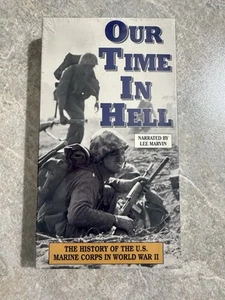 OUR
TIME
IN
HELL
NARRATED BY
LEE MARVIN
THE HISTORY OF THE U.S.
MARINE CORPS IN WORLD WAR II